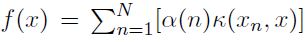 f(x) = ∑_{n=1}^{N}[α(n)κ(x_n, x)]